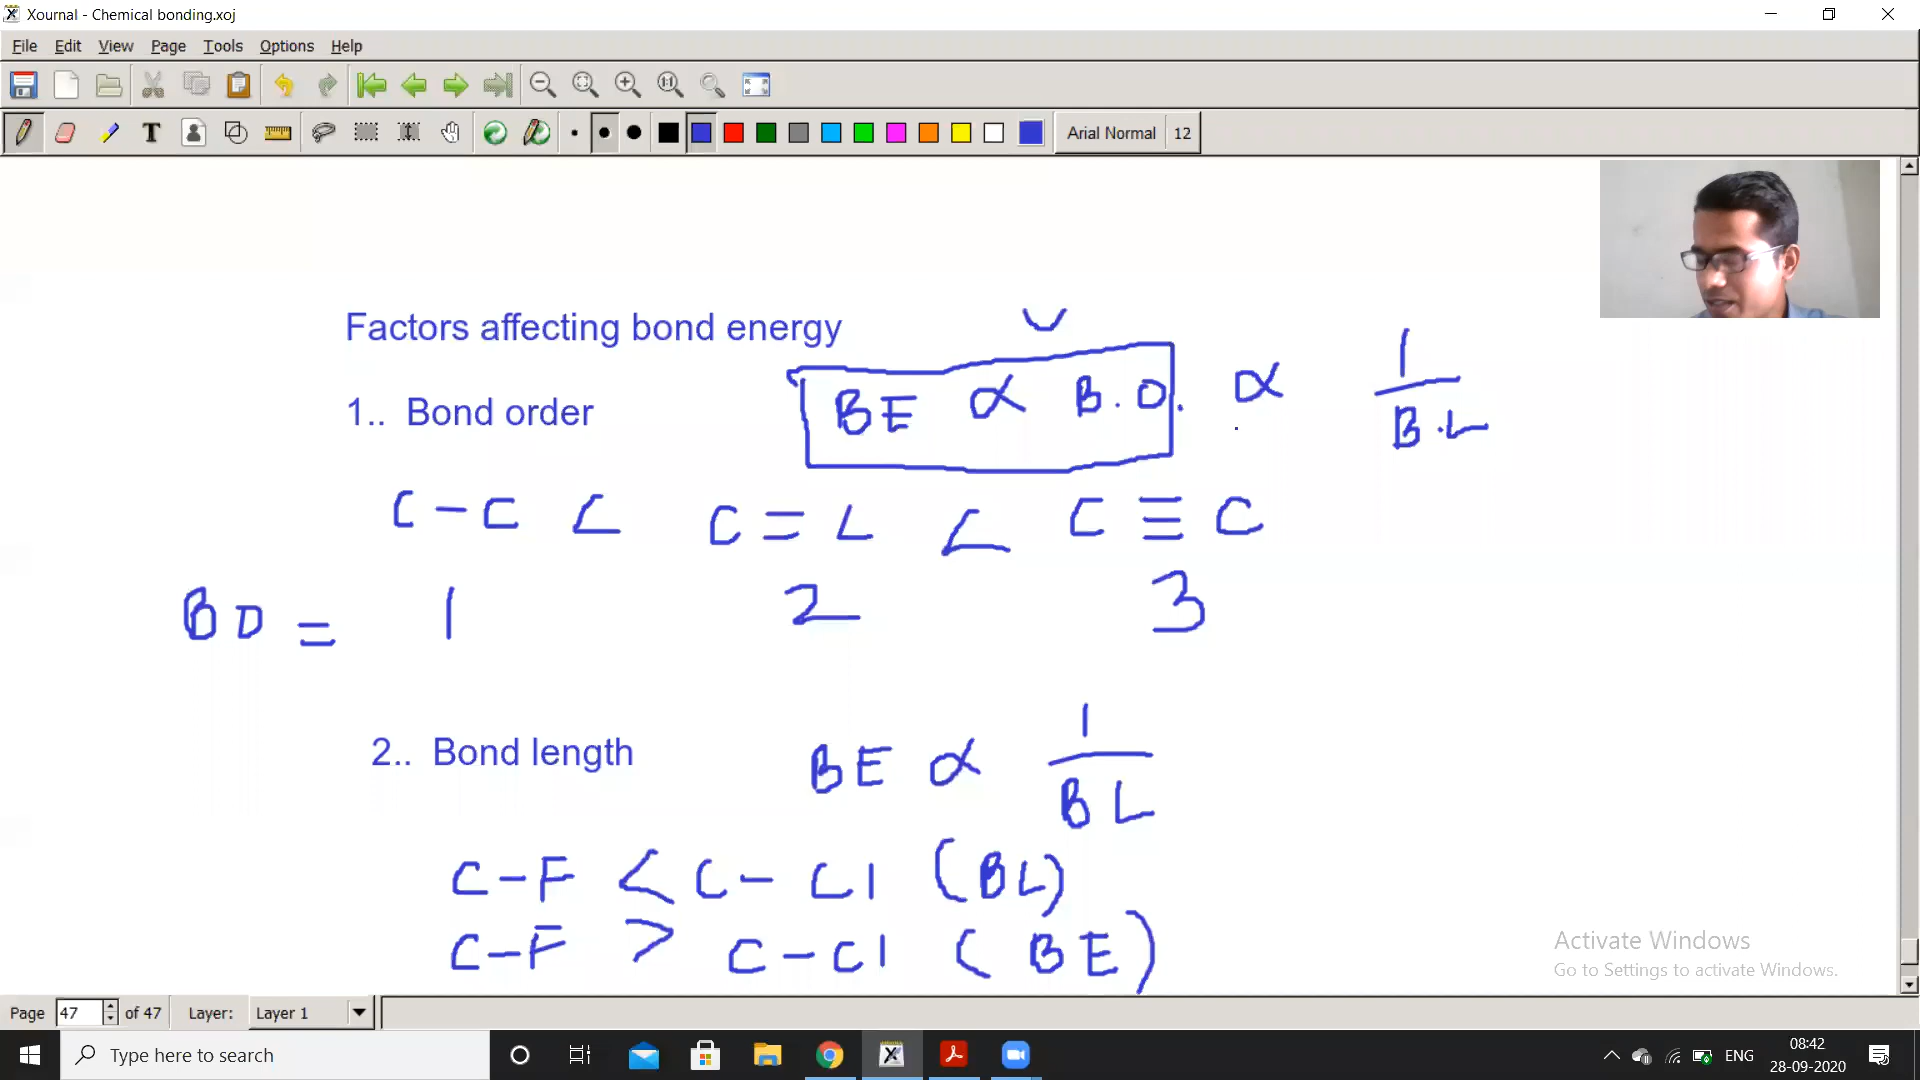 Xournal - Chemical bonding.xoj
File Edit View Page Tools Options Help
Arial Normal 12
Factors affecting bond energy
1.. Bond order
BE ∝ B.O. ∝ 1/B.L
C - C < C = C < C ≡ C
BO = 1 2 3
2.. Bond length
BE ∝ 1/BL
C-F < C-Cl (BL)
C-F > C-Cl (BE)
Activate Windows
Go to Settings to activate Windows.
Page 47 of 47 Layer: Layer 1
Type here to search
ENG
08:42
28-09-2020